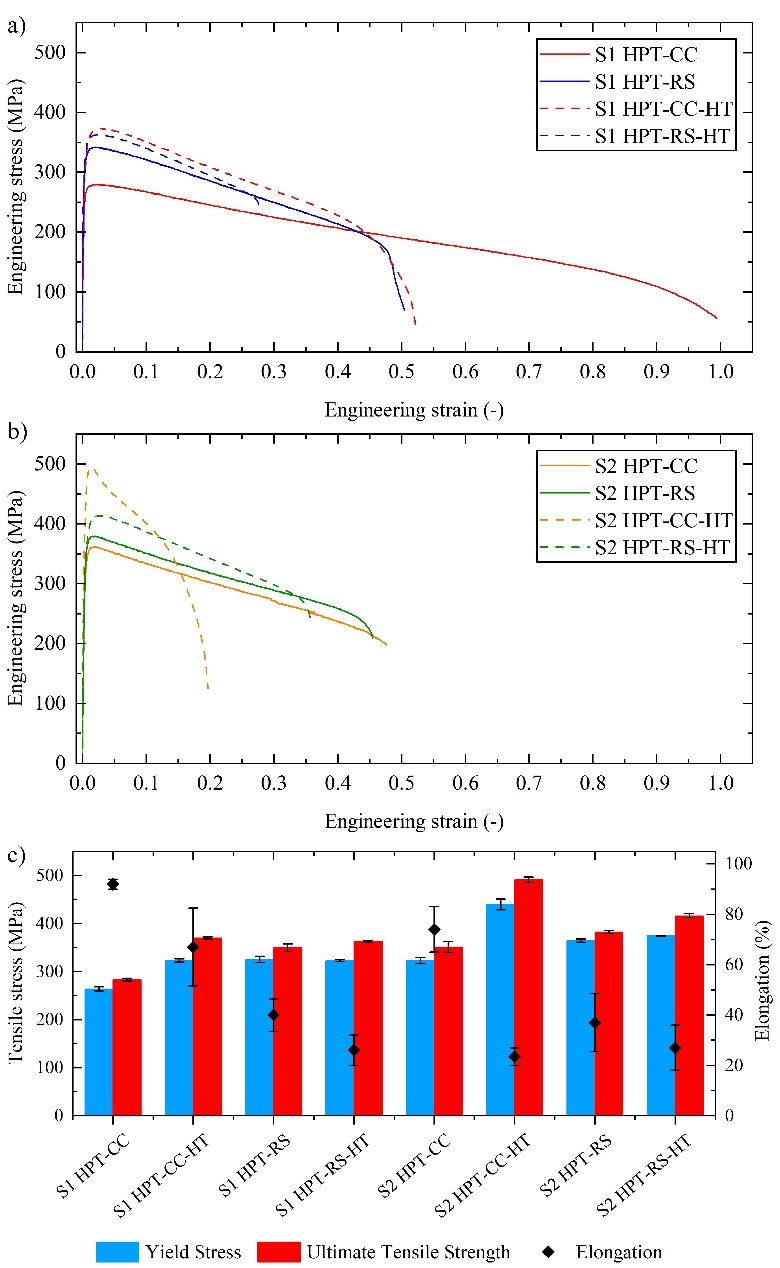 a)
500
400
300
200
100
0
Engineering stress (MPa)
S1 HPT-CC
S1 HPT-RS
S1 HPT-CC-HT
S1 HPT-RS-HT
0.0 0.1 0.2 0.3 0.4 0.5 0.6 0.7 0.8 0.9 1.0
Engineering strain (-)
b)
500
400
300
200
100
0
Engineering stress (MPa)
S2 HPT-CC
S2 HPT-RS
S2 HPT-CC-HT
S2 HPT-RS-HT
0.0 0.1 0.2 0.3 0.4 0.5 0.6 0.7 0.8 0.9 1.0
Engineering strain (-)
c)
500
400
300
200
100
0
Tensile stress (MPa)
100
80
60
40
20
0
Elongation (%)
S1 HPT-CC
S1 HPT-CC-HT
S1 HPT-RS
S1 HPT-RS-HT
S2 HPT-CC
S2 HPT-CC-HT
S2 HPT-RS
S2 HPT-RS-HT
Yield Stress Ultimate Tensile Strength Elongation